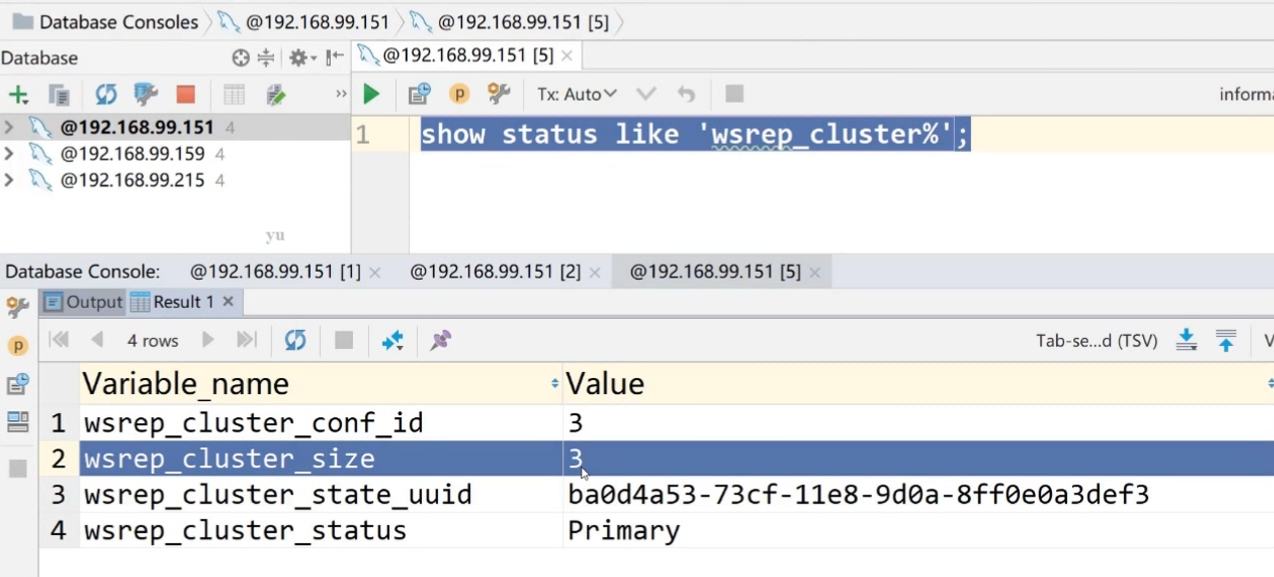 Database Consoles @192.168.99.151 @192.168.99.151 [5]
Database
@192.168.99.151 [5]
Tx: Auto
@192.168.99.151 4
@192.168.99.159 4
@192.168.99.215 4
yu
1 show status like 'wsrep_cluster%';
Database Console: @192.168.99.151 [1] @192.168.99.151 [2] @192.168.99.151 [5]
Output Result 1
4 rows Tab-se...d (TSV)
Variable_name Value
1 wsrep_cluster_conf_id 3
2 wsrep_cluster_size 3
3 wsrep_cluster_state_uuid ba0d4a53-73cf-11e8-9d0a-8ff0e0a3def3
4 wsrep_cluster_status Primary